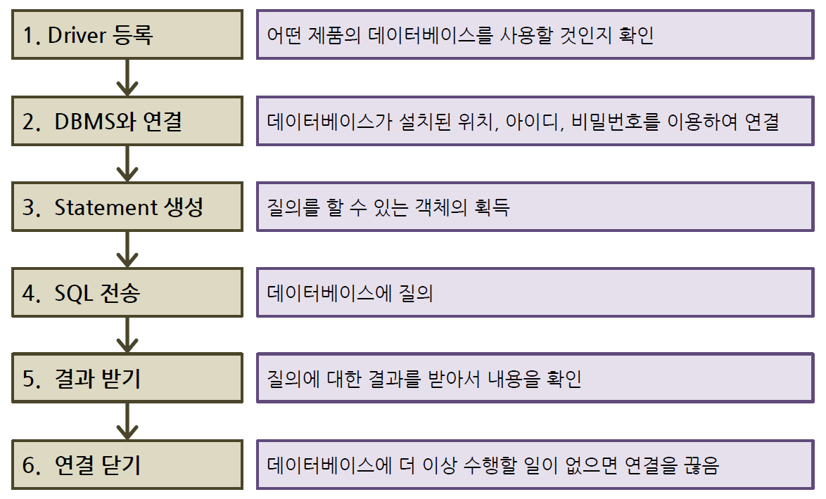 1. Driver 등록
어떤 제품의 데이터베이스를 사용할 것인지 확인
2. DBMS와 연결
데이터베이스가 설치된 위치, 아이디, 비밀번호를 이용하여 연결
3. Statement 생성
질의를 할 수 있는 객체의 획득
4. SQL 전송
데이터베이스에 질의
5. 결과 받기
질의에 대한 결과를 받아서 내용을 확인
6. 연결 닫기
데이터베이스에 더 이상 수행할 일이 없으면 연결을 끊음